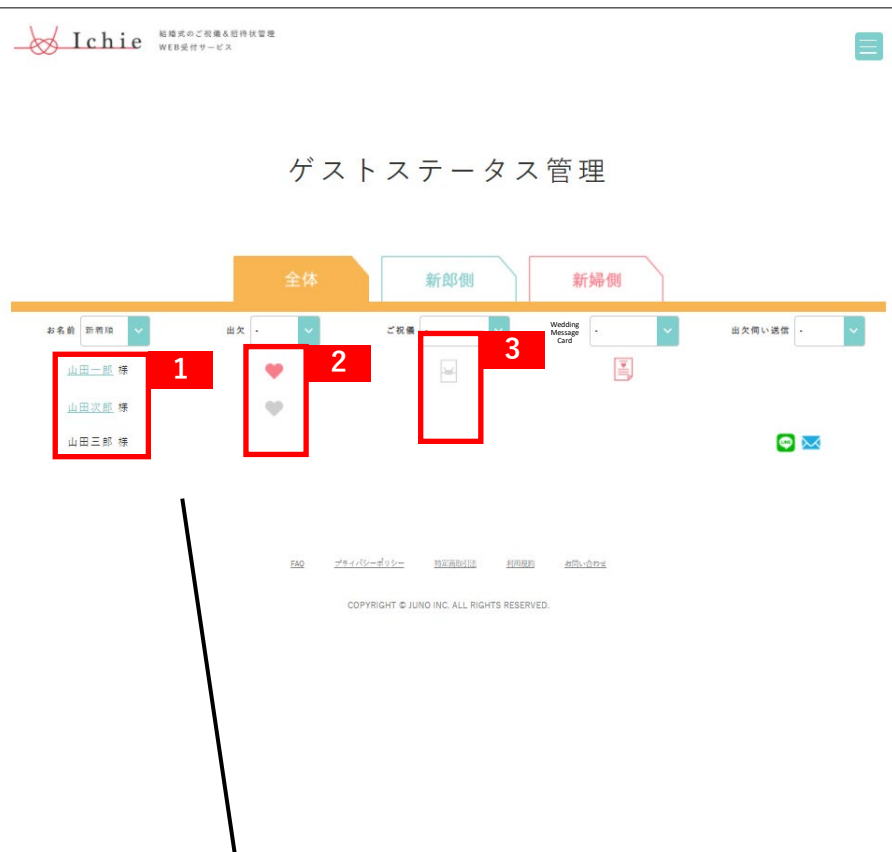 Ichie
結婚式のご祝儀&招待状管理
WEB受付サービス
ゲストステータス管理
全体 新郎側 新婦側
お名前 新着順 出欠 - ご祝儀 - Wedding Message Card - 出欠伺い送信 -
1 2 3
山田一郎 様
山田次郎 様
山田三郎 様
LINE
FAQ プライバシーポリシー 特定商取引法 利用規約 お問い合わせ
COPYRIGHT © JUNO INC. ALL RIGHTS RESERVED.